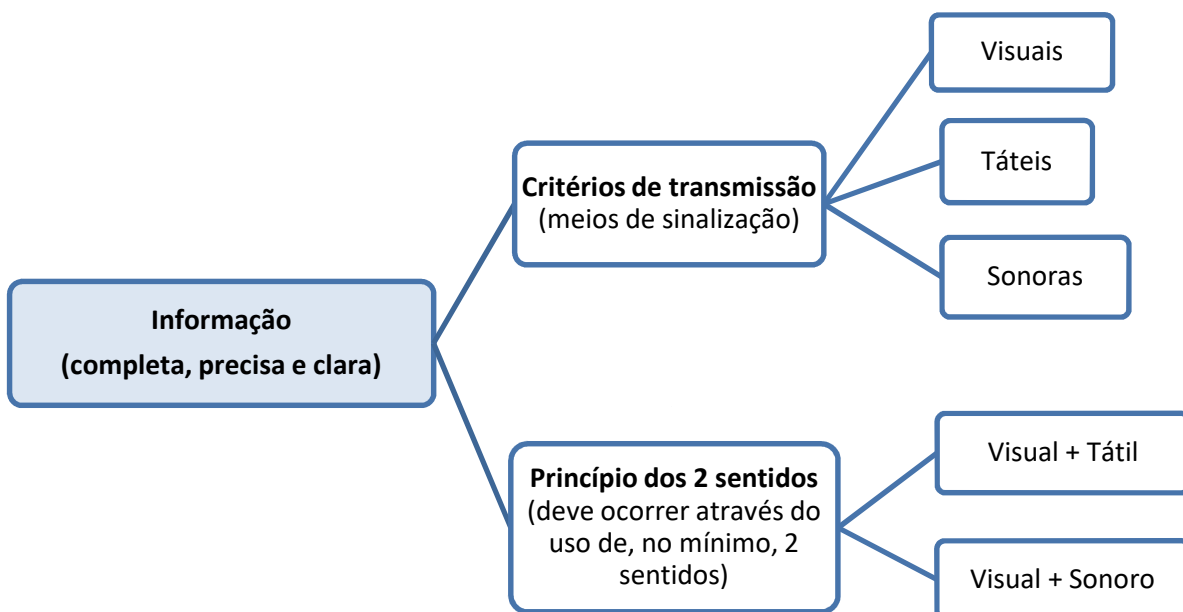 Informação
(completa, precisa e clara)
Critérios de transmissão
(meios de sinalização)
Visuais
Táteis
Sonoras
Princípio dos 2 sentidos
(deve ocorrer através do
uso de, no mínimo, 2
sentidos)
Visual + Tátil
Visual + Sonoro